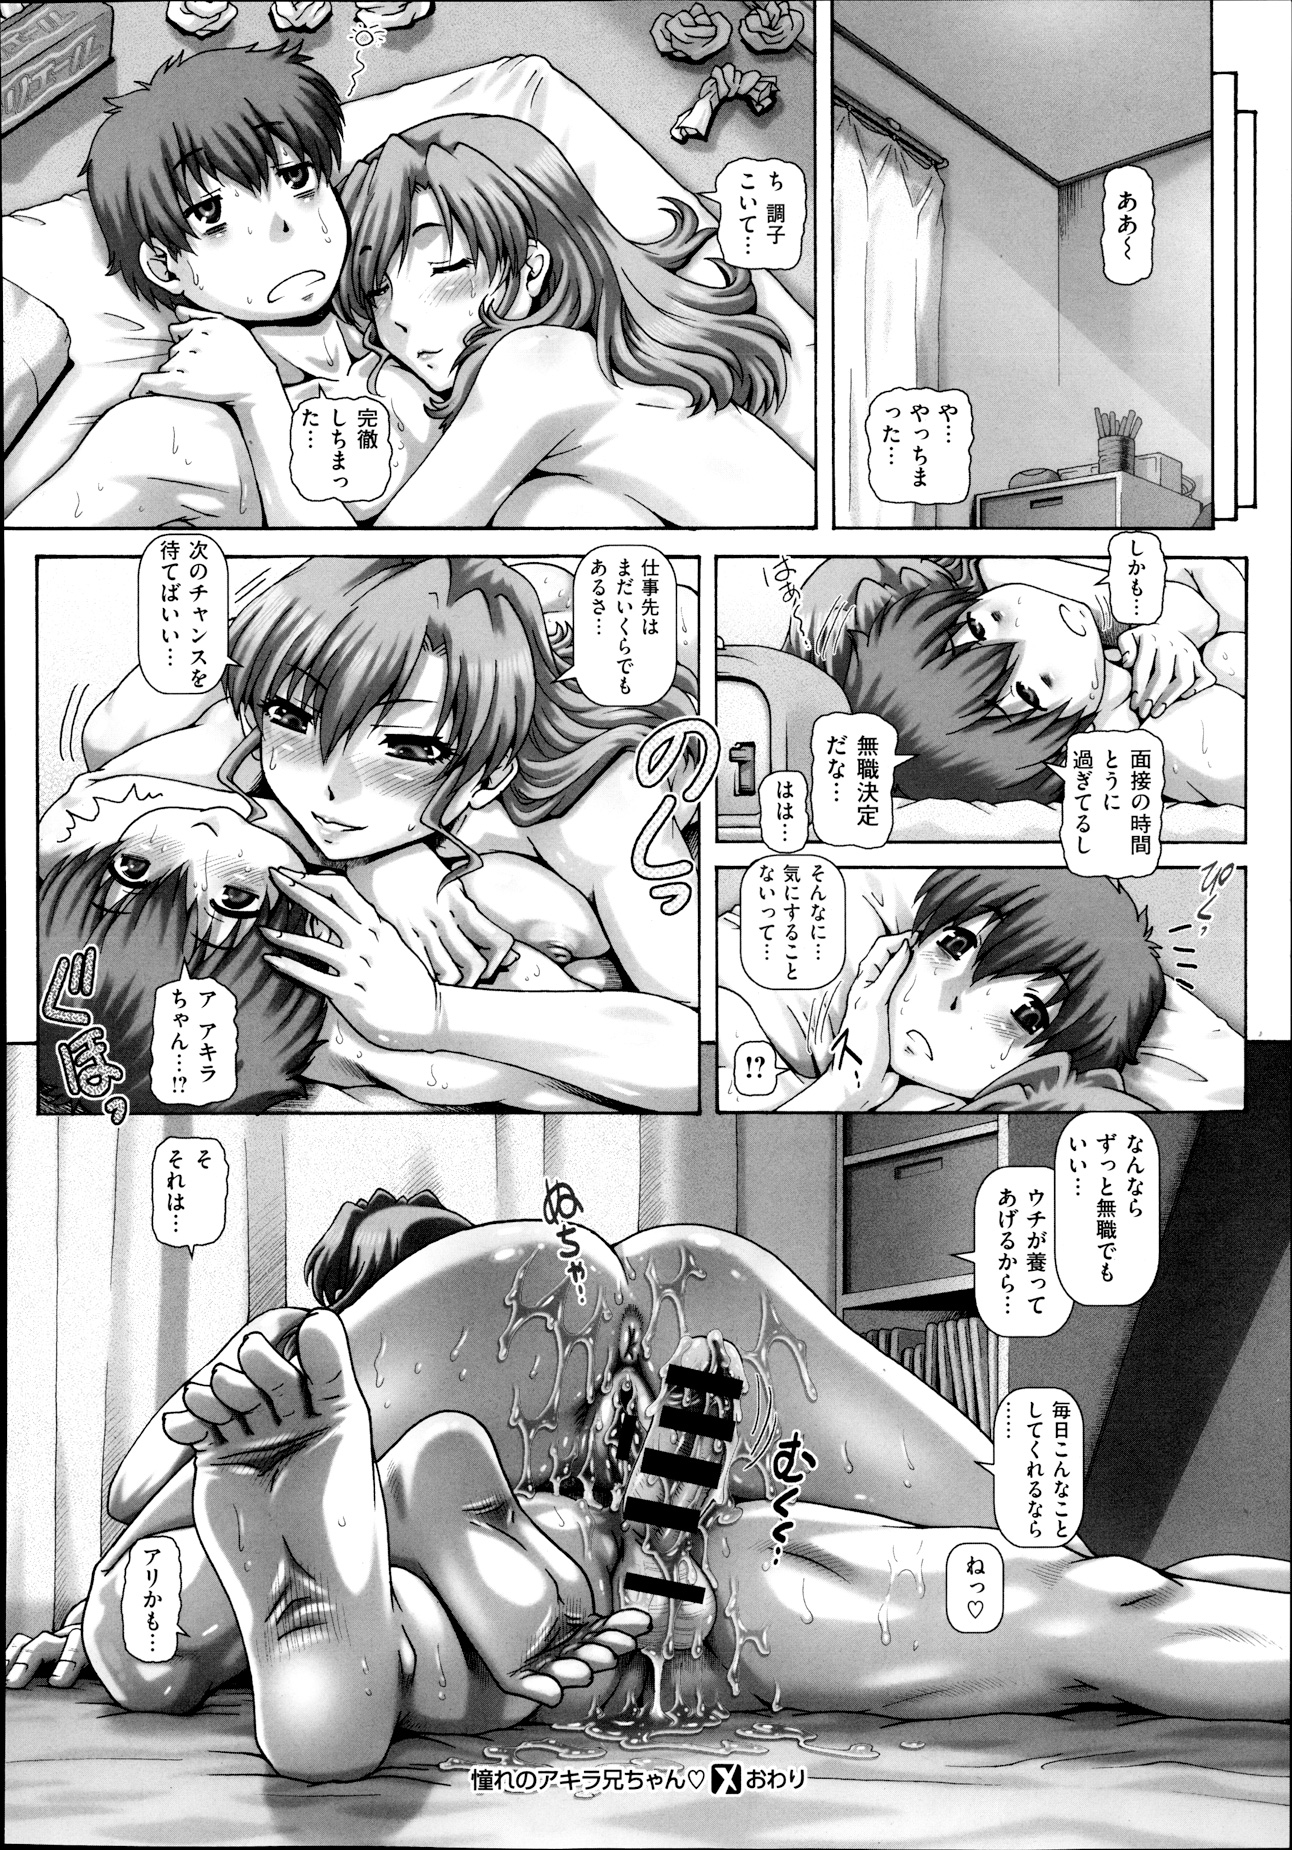 ああ～
や…
やっちま
った…
ち 調子
こいて…
完徹
しちまっ
た…
しかも…
面接の時間
とうに
過ぎてるし
はぁ～
無職決定
だな…
はは…
そんなに…
気にすること
ないって…
!?
仕事先は
まだいくらでも
あるさ…
次のチャンスを
待てばいい…
のしっ
ア アキラ
ちゃん…!?
なんなら
ずっと無職でも
いい…
ウチが養って
あげるから…
そ
それは…
ぬちゃ…
毎日こんなこと
してくれるなら
……
ねっ♡
むく…
アリかも…
憧れのアキラ兄ちゃん♡ X おわり